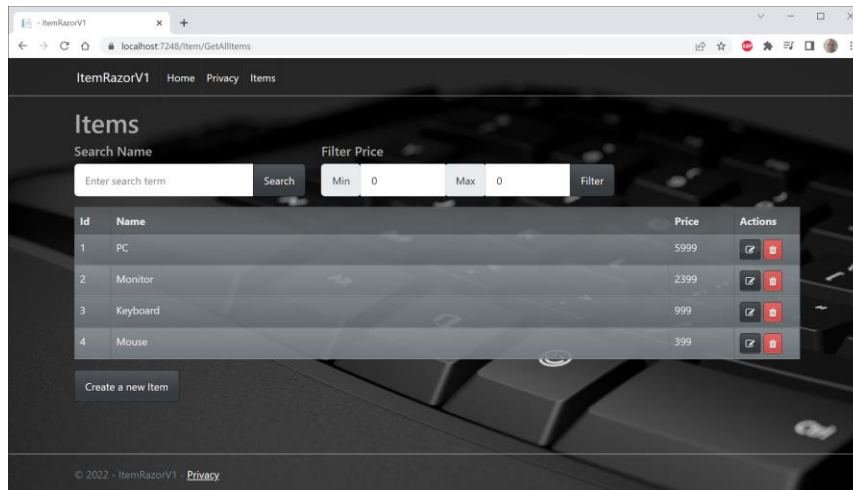 - ItemRazorV1
localhost:7248/Item/GetAllItems
ItemRazorV1 Home Privacy Items
Items
Search Name Filter Price
Enter search term Search Min 0 Max 0 Filter
Id Name Price Actions
1 PC 5999
2 Monitor 2399
3 Keyboard 999
4 Mouse 399
Create a new Item
© 2022 - ItemRazorV1 - Privacy